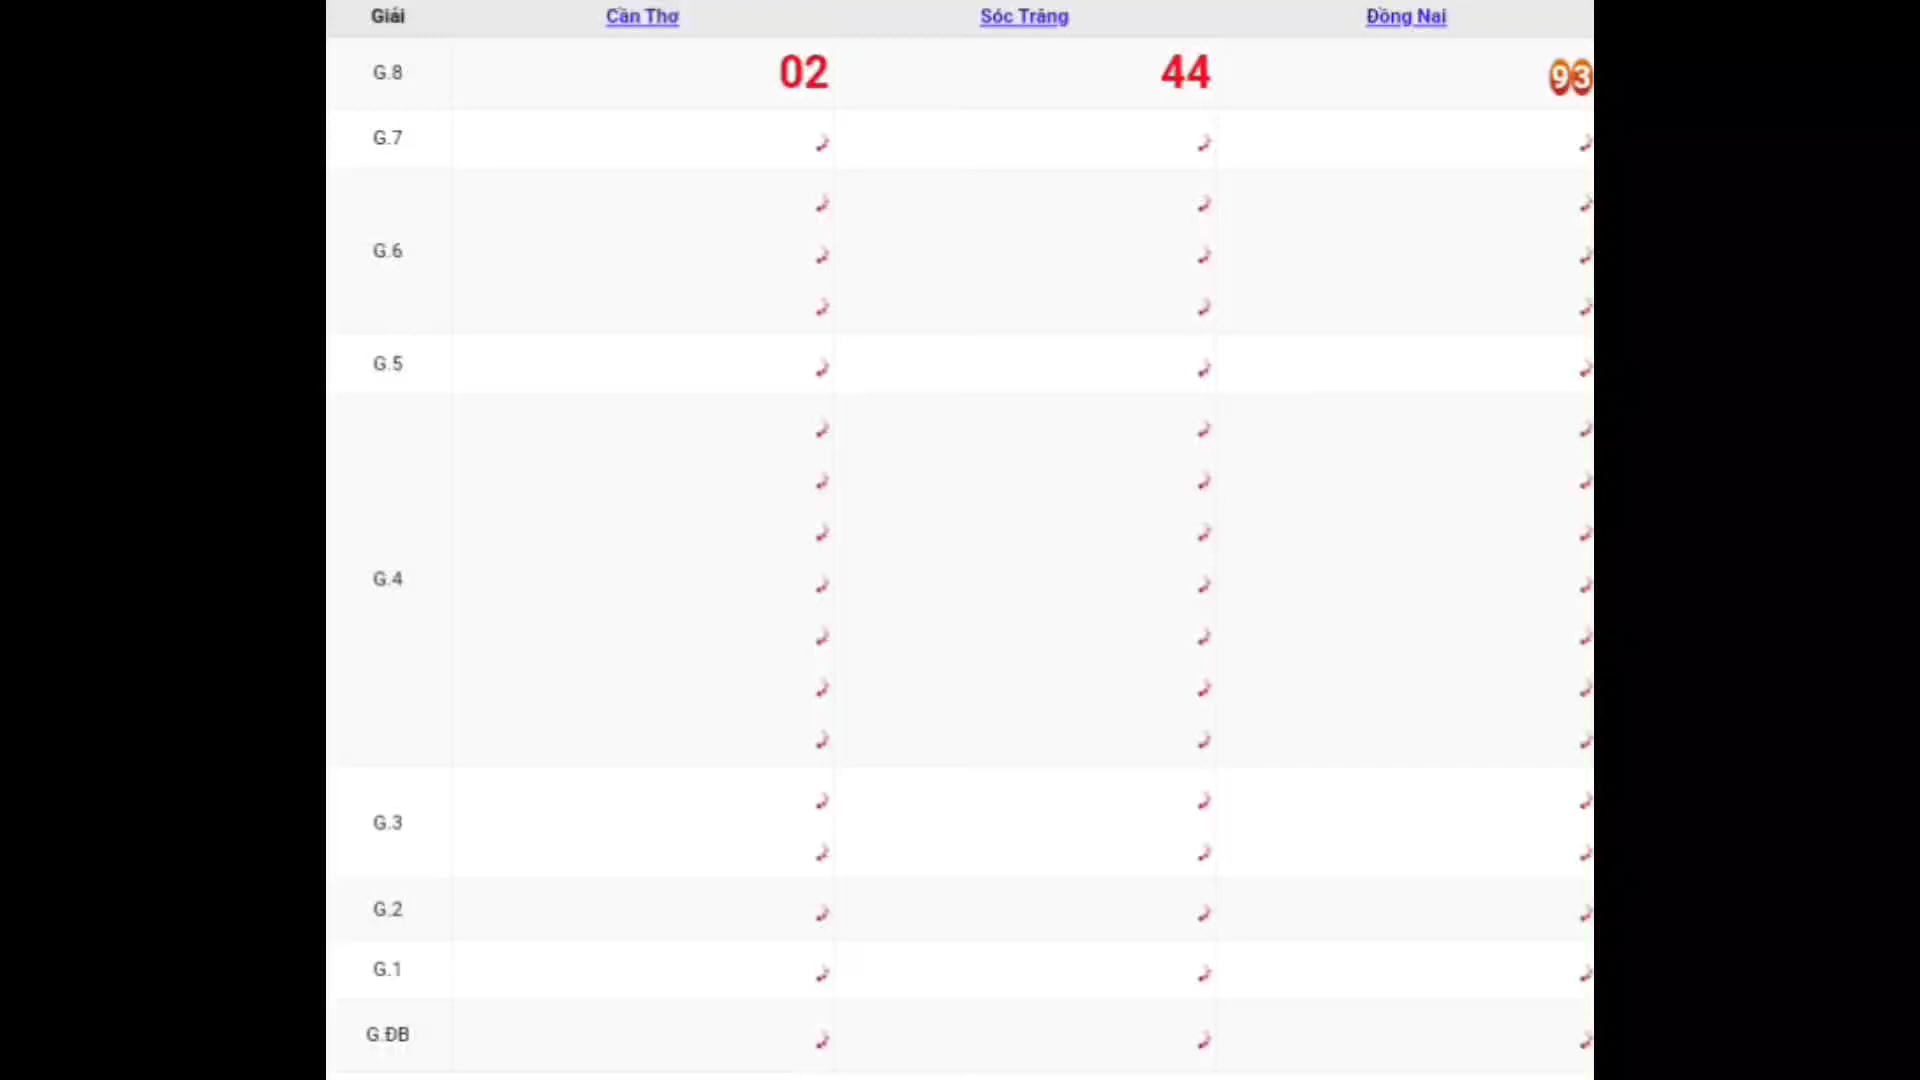 Giải Cần Thơ Sóc Trăng Đồng Nai
G.8 02 44 93
G.7
G.6
G.5
G.4
G.3
G.2
G.1
G.ĐB